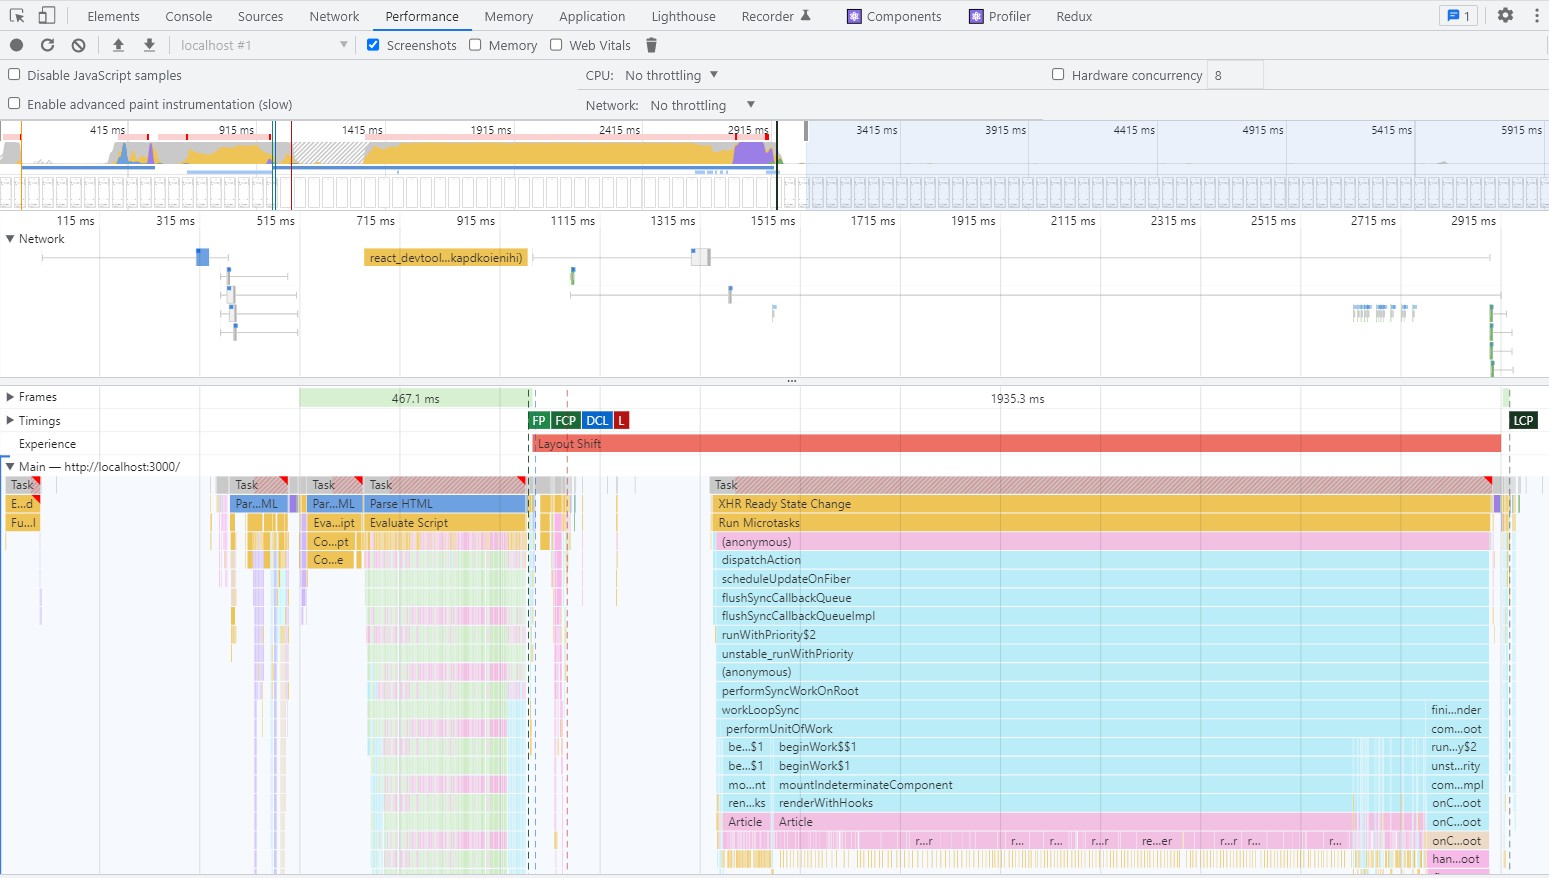 Elements Console Sources Network Performance Memory Application Lighthouse Recorder Components Profiler Redux 1
localhost #1 Screenshots Memory Web Vitals
Disable JavaScript samples CPU: No throttling Hardware concurrency 8
Enable advanced paint instrumentation (slow) Network: No throttling
415 ms 915 ms 1415 ms 1915 ms 2415 ms 2915 ms 3415 ms 3915 ms 4415 ms 4915 ms 5415 ms 5915 ms
115 ms 315 ms 515 ms 715 ms 915 ms 1115 ms 1315 ms 1515 ms 1715 ms 1915 ms 2115 ms 2315 ms 2515 ms 2715 ms 2915 ms
Network
react_devtool...kapdkoienihi)
...
Frames 467.1 ms 1935.3 ms
Timings FP FCP DCL L LCP
Experience Layout Shift
Main — http://localhost:3000/
Task Task Task Task Task
E...d Par...ML Par...ML Parse HTML XHR Ready State Change
Fu...l Eva...ipt Evaluate Script Run Microtasks
Co...pt (anonymous)
Co...e dispatchAction
scheduleUpdateOnFiber
flushSyncCallbackQueue
flushSyncCallbackQueueImpl
runWithPriority$2
unstable_runWithPriority
(anonymous)
performSyncWorkOnRoot
workLoopSync fini...nder
performUnitOfWork com...oot
be...$1 beginWork$$1 run...y$2
be...$1 beginWork$1 unst...rity
mo...nt mountIndeterminateComponent com...mpl
ren...ks renderWithHooks onC...oot
Article Article onC...oot
r...r r... r... r...r re...er r...r r... r... onC...oot
han...oot